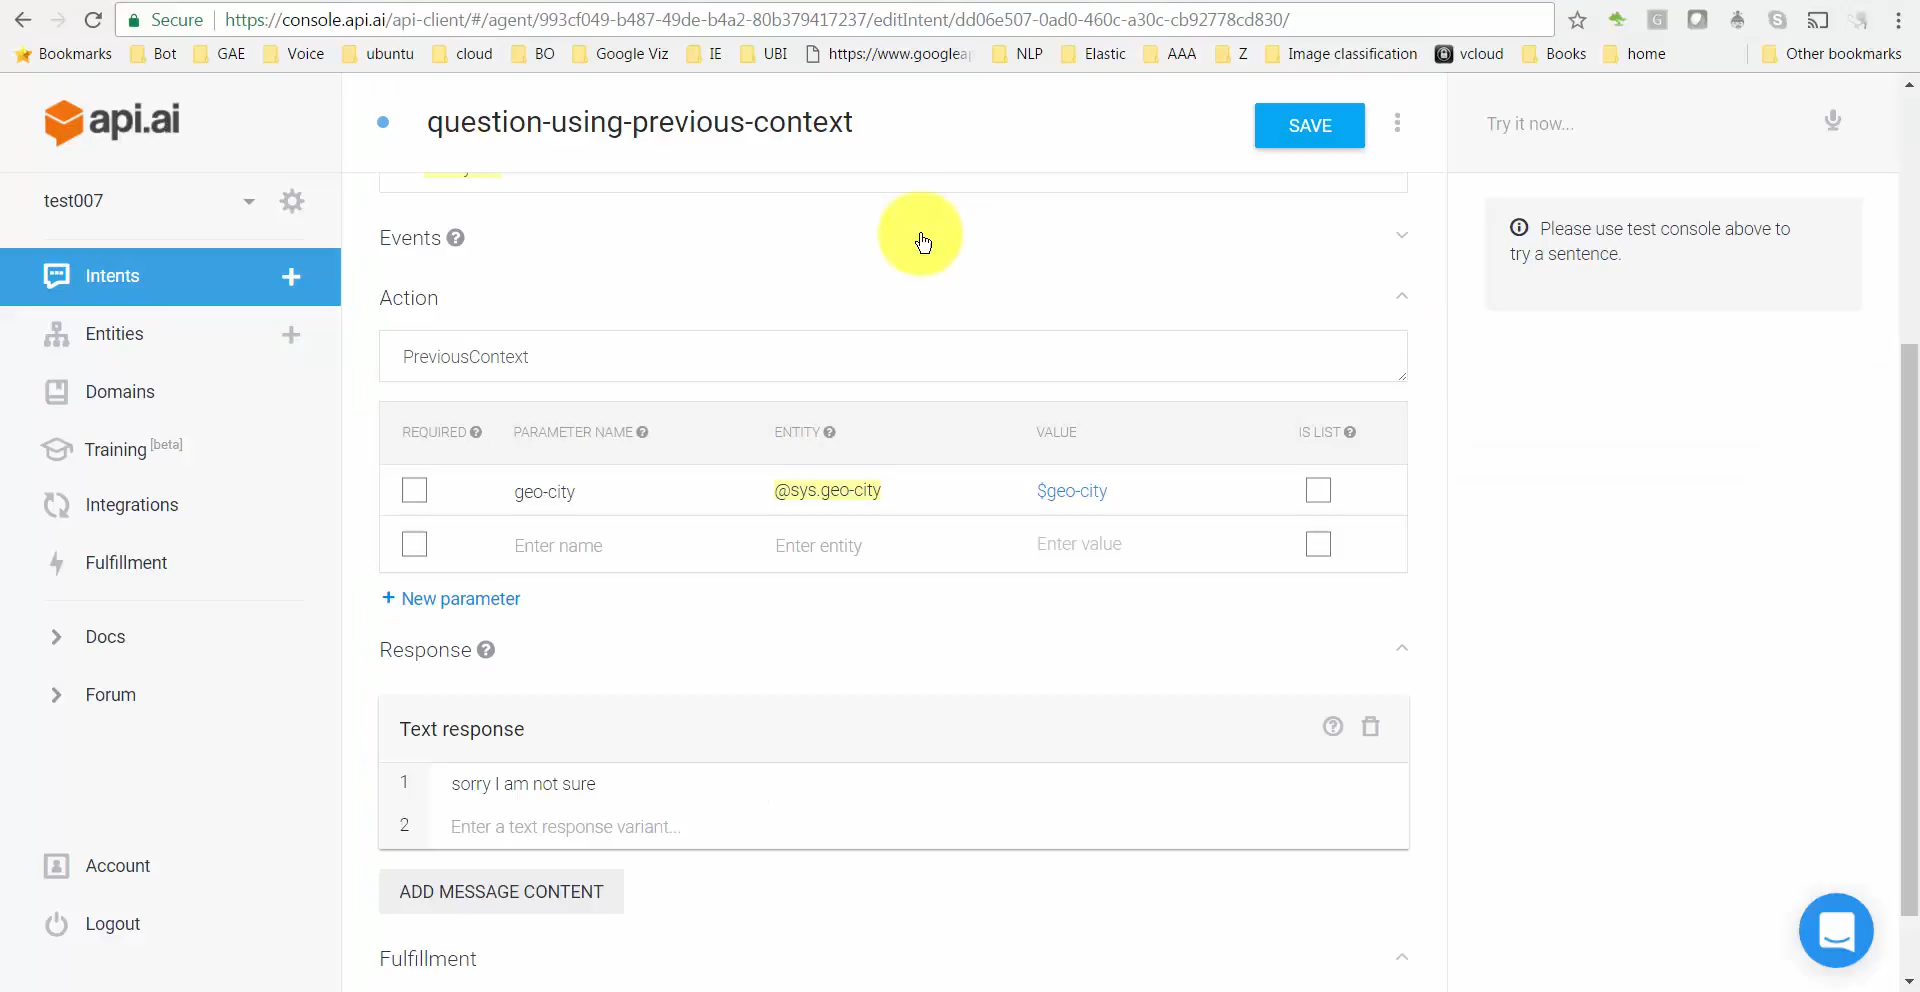 Secure
https://console.api.ai/api-client/#/agent/993cf049-b487-49de-b4a2-80b379417237/editIntent/dd06e507-0ad0-460c-a30c-cb92778cd830/
Bookmarks Bot GAE Voice ubuntu cloud BO Google Viz IE UBI https://www.googleap NLP Elastic AAA Z Image classification vcloud Books home Other bookmarks
api.ai
question-using-previous-context
SAVE
Try it now...
test007
Intents
Entities
Domains
Training [beta]
Integrations
Fulfillment
Docs
Forum
Account
Logout
Events
Action
PreviousContext
REQUIRED PARAMETER NAME ENTITY VALUE IS LIST
geo-city @sys.geo-city $geo-city
Enter name Enter entity Enter value
+ New parameter
Response
Text response
1 sorry I am not sure
2 Enter a text response variant...
ADD MESSAGE CONTENT
Fulfillment
Please use test console above to
try a sentence.